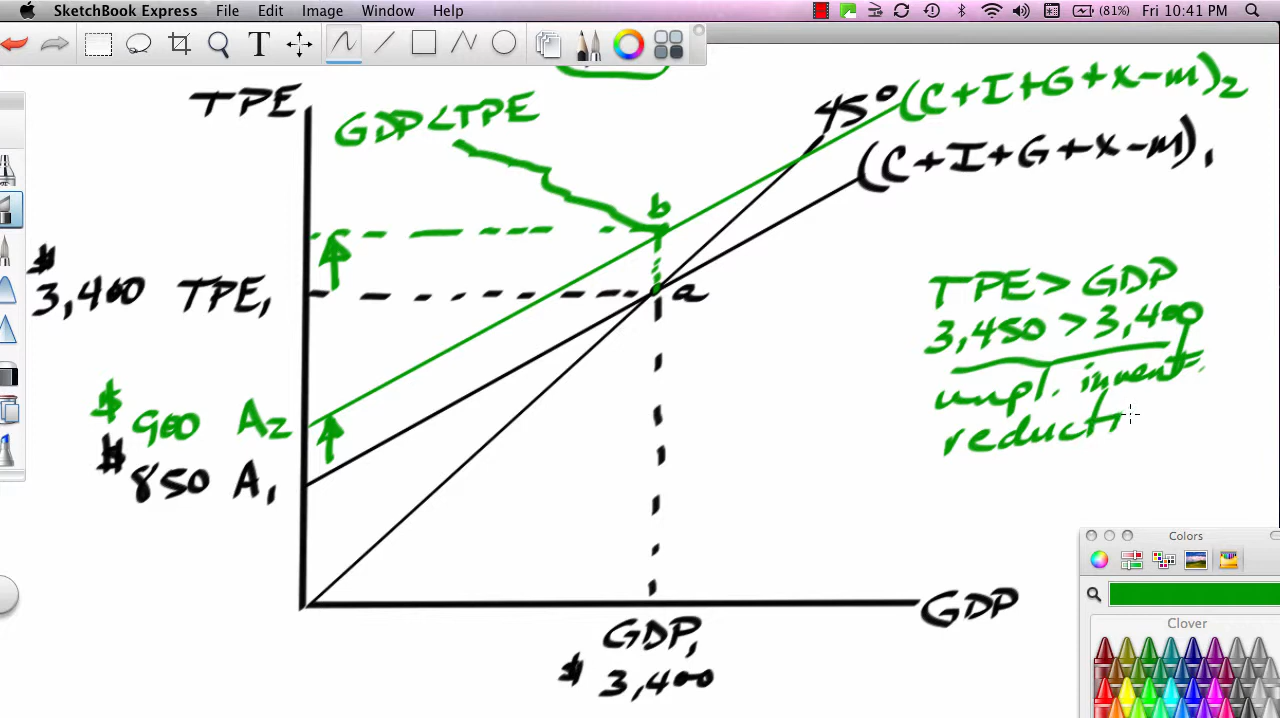 SketchBook Express File Edit Image Window Help
(81%) Fri 10:41 PM
T
TPE
GDP<TPE
45°
(C+I+G+x-m)2
(C+I+G+x-m)1
b
$
3,400 TPE1
a
TPE>GDP
3,450 >3,400
unpl. invent.
reducti
$ 900 A2
$ 850 A1
GDP
GDP1
$ 3,400
Colors
Clover